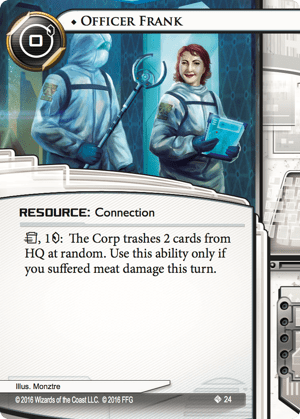 0
◆ Officer Frank
RESOURCE: Connection
, 1: The Corp trashes 2 cards from
HQ at random. Use this ability only if
you suffered meat damage this turn.
Illus. Monztre
© 2016 Wizards of the Coast LLC. © 2016 FFG
24